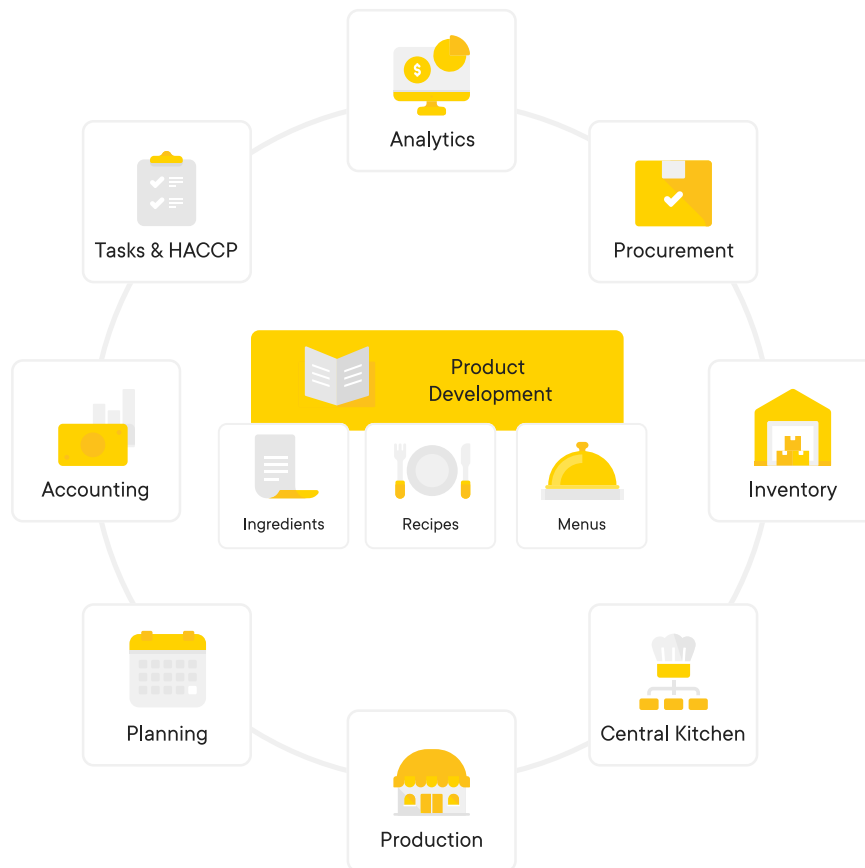 $
Analytics
Tasks & HACCP
Procurement
Product
Development
Accounting
Ingredients
Recipes
Menus
Inventory
Planning
Central Kitchen
Production